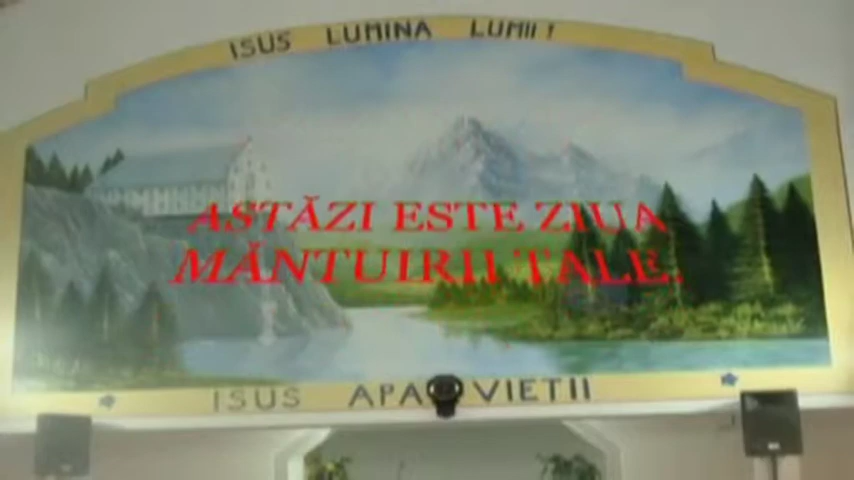 ISUS LUMINA LUMII!
ASTĂZI ESTE ZIUA
MÂNTUIRII TALE.
ISUS APA VIETII